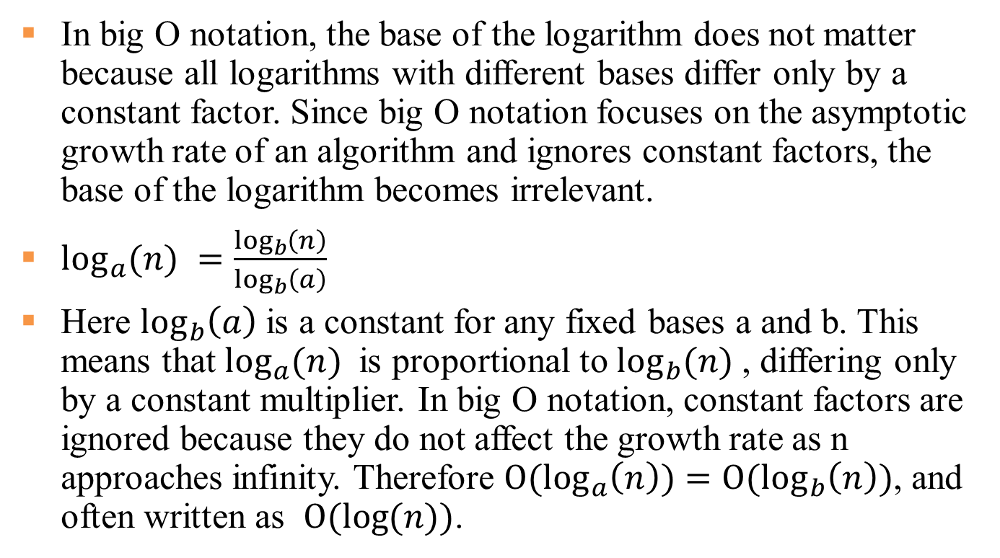 ▪ In big O notation, the base of the logarithm does not matter
because all logarithms with different bases differ only by a
constant factor. Since big O notation focuses on the asymptotic
growth rate of an algorithm and ignores constant factors, the
base of the logarithm becomes irrelevant.
▪ logₐ(n) = \frac{log_b(n)}{log_b(a)}
▪ Here log_b(a) is a constant for any fixed bases a and b. This
means that logₐ(n) is proportional to log_b(n) , differing only
by a constant multiplier. In big O notation, constant factors are
ignored because they do not affect the growth rate as n
approaches infinity. Therefore O(logₐ(n)) = O(log_b(n)), and
often written as O(log(n)).